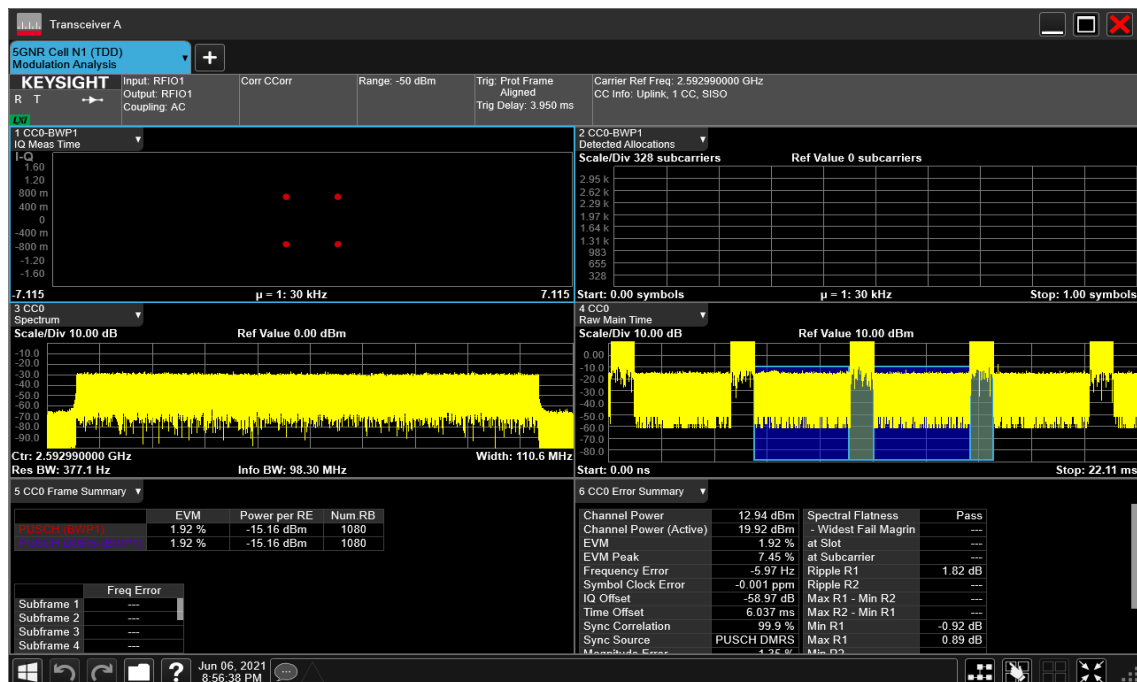 Transceiver A
5GNR Cell N1 (TDD)
Modulation Analysis
KEYSIGHT
R T
LXI
Input: RFIO1
Output: RFIO1
Coupling: AC
Corr CCorr
Range: -50 dBm
Trig: Prot Frame
Aligned
Trig Delay: 3.950 ms
Carrier Ref Freq: 2.592990000 GHz
CC Info: Uplink, 1 CC, SISO
1 CC0-BWP1
IQ Meas Time
I-Q
1.60
1.20
800 m
400 m
0
-400 m
-800 m
-1.20
-1.60
-7.115 μ = 1: 30 kHz 7.115
2 CC0-BWP1
Detected Allocations
Scale/Div 328 subcarriers Ref Value 0 subcarriers
2.95 k
2.62 k
2.29 k
1.97 k
1.64 k
1.31 k
983
655
328
Start: 0.00 symbols μ = 1: 30 kHz Stop: 1.00 symbols
3 CC0
Spectrum
Scale/Div 10.00 dB Ref Value 0.00 dBm
-10.0
-20.0
-30.0
-40.0
-50.0
-60.0
-70.0
-80.0
-90.0
Ctr: 2.592990000 GHz Width: 110.6 MHz
Res BW: 377.1 Hz Info BW: 98.30 MHz
4 CC0
Raw Main Time
Scale/Div 10.00 dB Ref Value 10.00 dBm
0.00
-10.0
-20.0
-30.0
-40.0
-50.0
-60.0
-70.0
-80.0
Start: 0.00 ns Stop: 22.11 ms
5 CC0 Frame Summary
EVM Power per RE Num.RB
PUSCH (BWP1) 1.92 % -15.16 dBm 1080
PUSCH DMRS (BWP1) 1.92 % -15.16 dBm 1080
Freq Error
Subframe 1 ---
Subframe 2 ---
Subframe 3 ---
Subframe 4 ---
6 CC0 Error Summary
Channel Power 12.94 dBm Spectral Flatness Pass
Channel Power (Active) 19.92 dBm - Widest Fail Magrin ---
EVM 1.92 % at Slot ---
EVM Peak 7.45 % at Subcarrier ---
Frequency Error -5.97 Hz Ripple R1 1.82 dB
Symbol Clock Error -0.001 ppm Ripple R2 ---
IQ Offset -58.97 dB Max R1 - Min R2 ---
Time Offset 6.037 ms Max R2 - Min R1 ---
Sync Correlation 99.9 % Min R1 -0.92 dB
Sync Source PUSCH DMRS Max R1 0.89 dB
Magnitude Error 1.35 % Min R2
Jun 06, 2021
8:56:38 PM